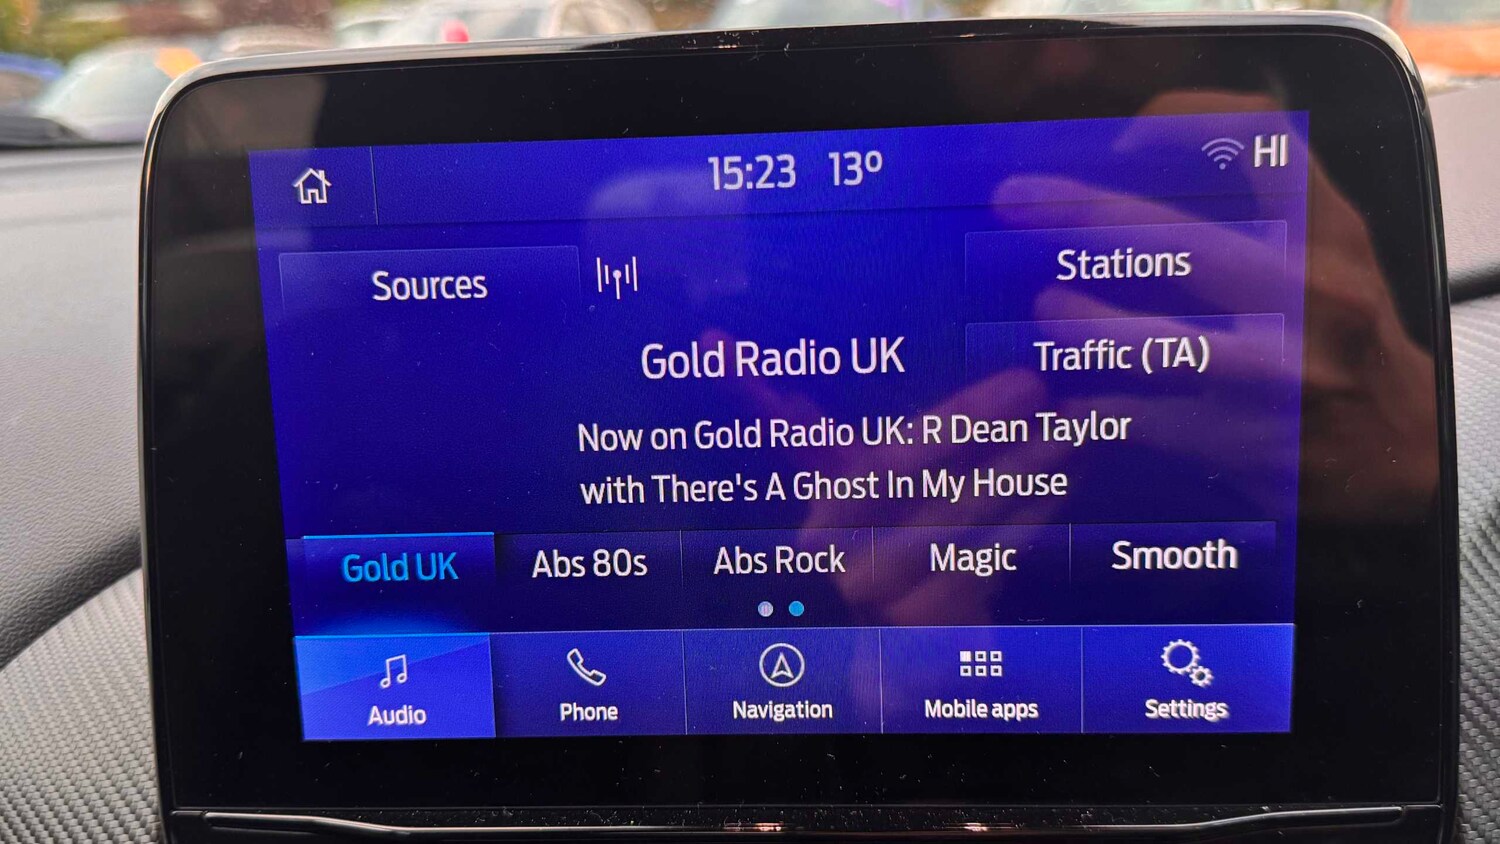 15:23 13º HI
Sources
Stations
Gold Radio UK
Traffic (TA)
Now on Gold Radio UK: R Dean Taylor
with There's A Ghost In My House
Gold UK Abs 80s Abs Rock Magic Smooth
Audio Phone Navigation Mobile apps Settings